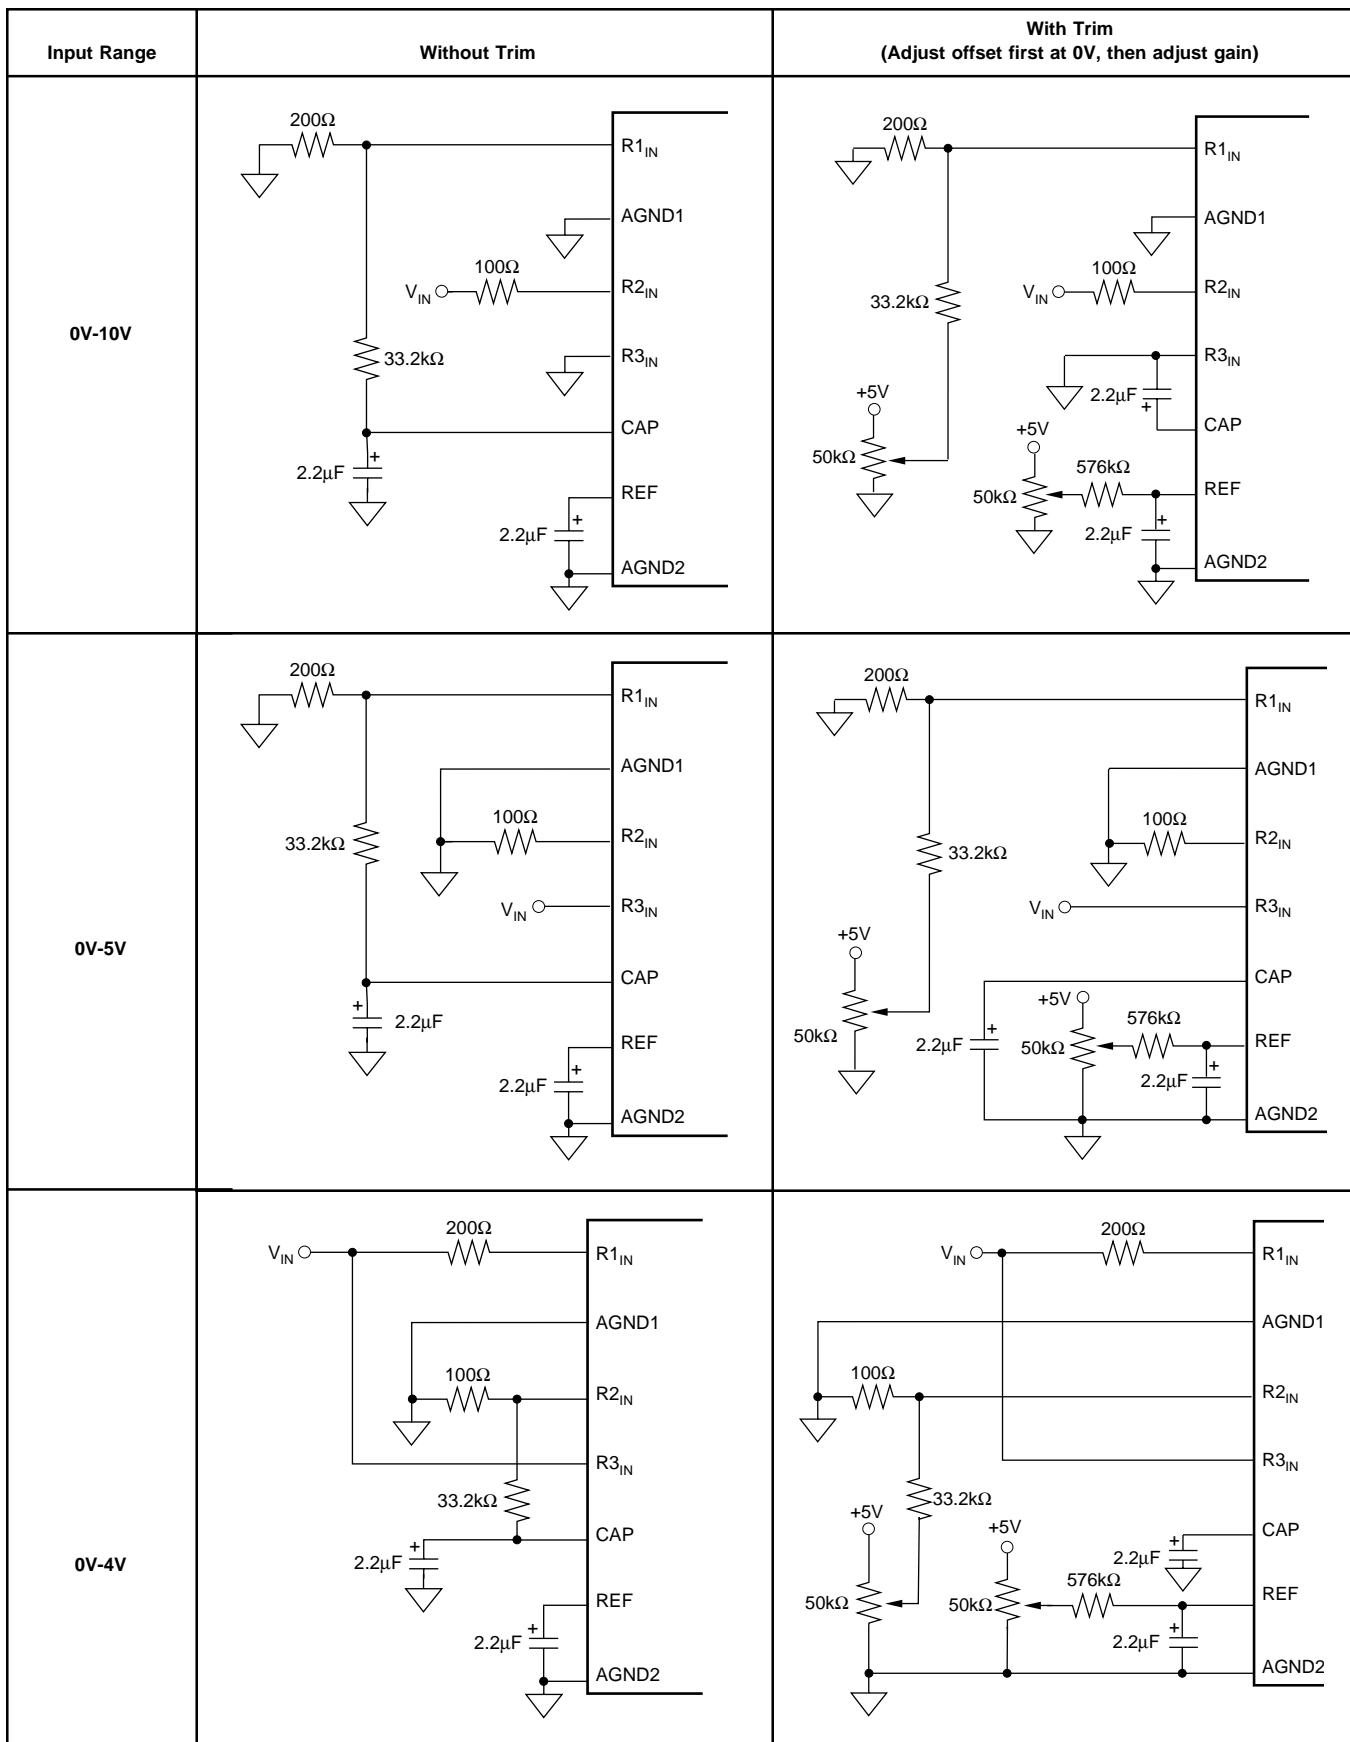 Input Range
Without Trim
With Trim
(Adjust offset first at 0V, then adjust gain)
0V-10V
200Ω
R1IN
AGND1
100Ω
VIN
R2IN
33.2kΩ
R3IN
CAP
+
2.2µF
REF
+
2.2µF
AGND2
200Ω
R1IN
AGND1
100Ω
VIN
R2IN
33.2kΩ
R3IN
2.2µF
+
+5V
CAP
+5V
50kΩ
576kΩ
REF
50kΩ
+
2.2µF
AGND2
0V-5V
200Ω
R1IN
AGND1
100Ω
R2IN
33.2kΩ
VIN
R3IN
CAP
+
2.2µF
REF
+
2.2µF
AGND2
200Ω
R1IN
AGND1
100Ω
R2IN
33.2kΩ
VIN
R3IN
+5V
CAP
+5V
576kΩ
+
50kΩ
2.2µF
50kΩ
REF
+
2.2µF
AGND2
0V-4V
200Ω
VIN
R1IN
AGND1
100Ω
R2IN
R3IN
33.2kΩ
CAP
+
2.2µF
REF
+
2.2µF
AGND2
200Ω
VIN
R1IN
AGND1
100Ω
R2IN
R3IN
33.2kΩ
+5V
+5V
CAP
+
2.2µF
576kΩ
REF
50kΩ
50kΩ
+
2.2µF
AGND2